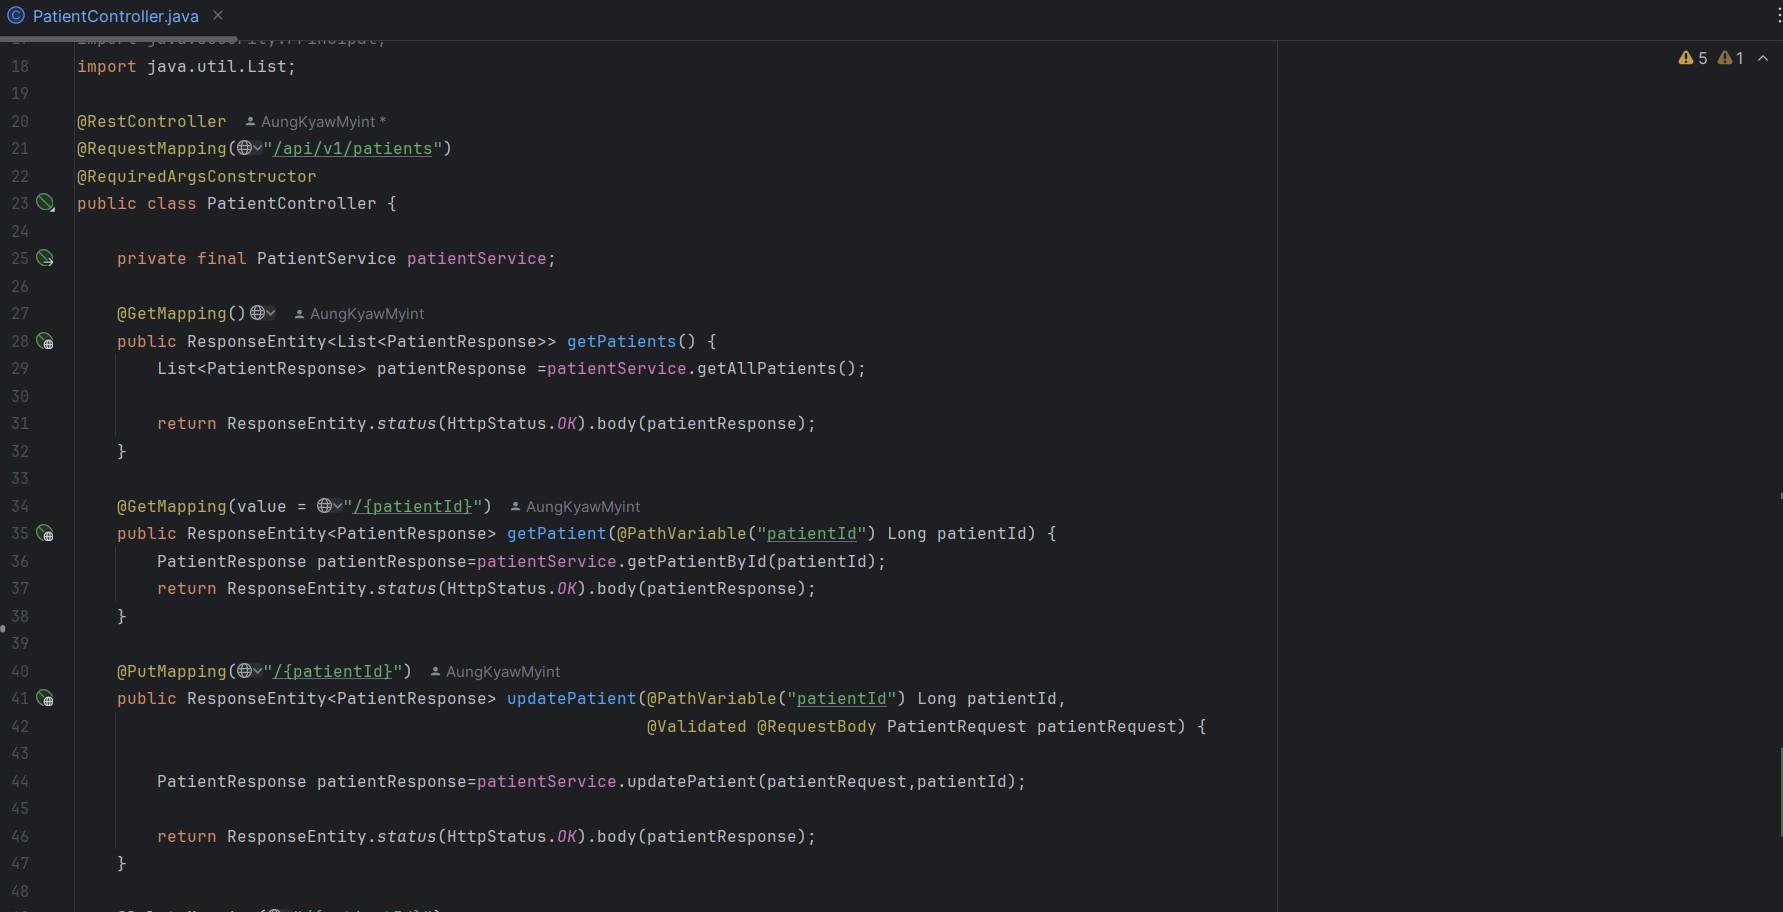 PatientController.java
5 1
18 import java.util.List;
19
20 @RestController AungKyawMyint *
21 @RequestMapping("/api/v1/patients")
22 @RequiredArgsConstructor
23 public class PatientController {
24
25 private final PatientService patientService;
26
27 @GetMapping() AungKyawMyint
28 public ResponseEntity<List<PatientResponse>> getPatients() {
29 List<PatientResponse> patientResponse =patientService.getAllPatients();
30
31 return ResponseEntity.status(HttpStatus.OK).body(patientResponse);
32 }
33
34 @GetMapping(value = "/{patientId}") AungKyawMyint
35 public ResponseEntity<PatientResponse> getPatient(@PathVariable("patientId") Long patientId) {
36 PatientResponse patientResponse=patientService.getPatientById(patientId);
37 return ResponseEntity.status(HttpStatus.OK).body(patientResponse);
38 }
39
40 @PutMapping("/{patientId}") AungKyawMyint
41 public ResponseEntity<PatientResponse> updatePatient(@PathVariable("patientId") Long patientId,
42 @Validated @RequestBody PatientRequest patientRequest) {
43
44 PatientResponse patientResponse=patientService.updatePatient(patientRequest,patientId);
45
46 return ResponseEntity.status(HttpStatus.OK).body(patientResponse);
47 }
48